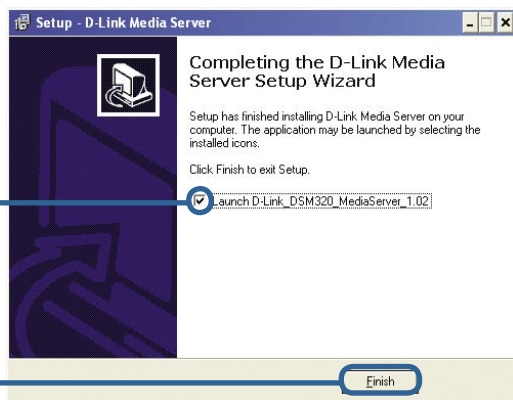 Setup - D-Link Media Server
Completing the D-Link Media
Server Setup Wizard
Setup has finished installing D-Link Media Server on your
computer. The application may be launched by selecting the
installed icons.
Click Finish to exit Setup.
Launch D-Link_DSM320_MediaServer_1.02
Finish